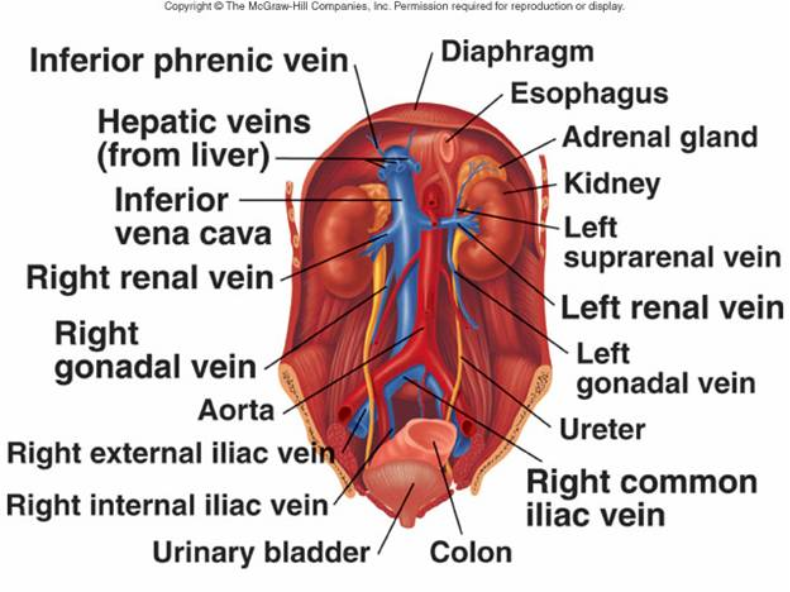 Copyright © The McGraw-Hill Companies, Inc. Permission required for reproduction or display.
Inferior phrenic vein
Hepatic veins
(from liver)
Inferior
vena cava
Right renal vein
Right
gonadal vein
Aorta
Right external iliac vein
Right internal iliac vein
Urinary bladder
Diaphragm
Esophagus
Adrenal gland
Kidney
Left
suprarenal vein
Left renal vein
Left
gonadal vein
Ureter
Right common
iliac vein
Colon